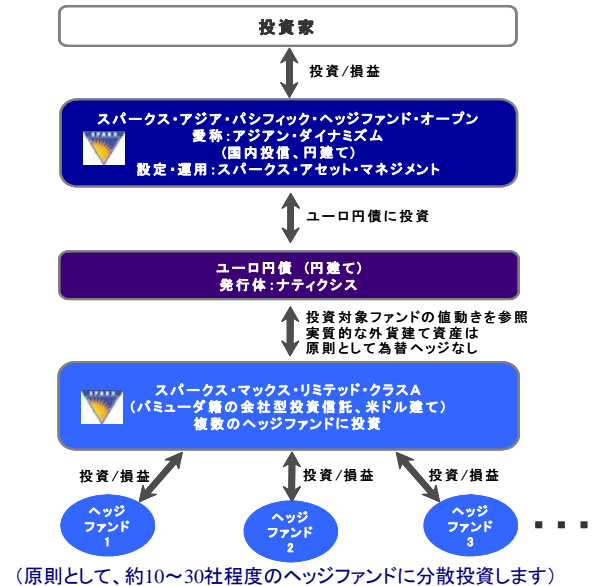 投資家
投資/損益
スパークス・アジア・パシフィック・ヘッジファンド・オープン
愛称：アジアン・ダイナミズム
（国内投信、円建て）
設定・運用：スパークス・アセット・マネジメント
SPARX
ユーロ円債に投資
ユーロ円債 （円建て）
発行体：ナティクシス
投資対象ファンドの値動きを参照
実質的な外貨建て資産は
原則として為替ヘッジなし
スパークス・マックス・リミテッド・クラスA
（バミューダ籍の会社型投資信託、米ドル建て）
複数のヘッジファンドに投資
SPARX
投資/損益
投資/損益
投資/損益
ヘッジ
ファンド
1
ヘッジ
ファンド
2
ヘッジ
ファンド
3
（原則として、約10～30社程度のヘッジファンドに分散投資します）